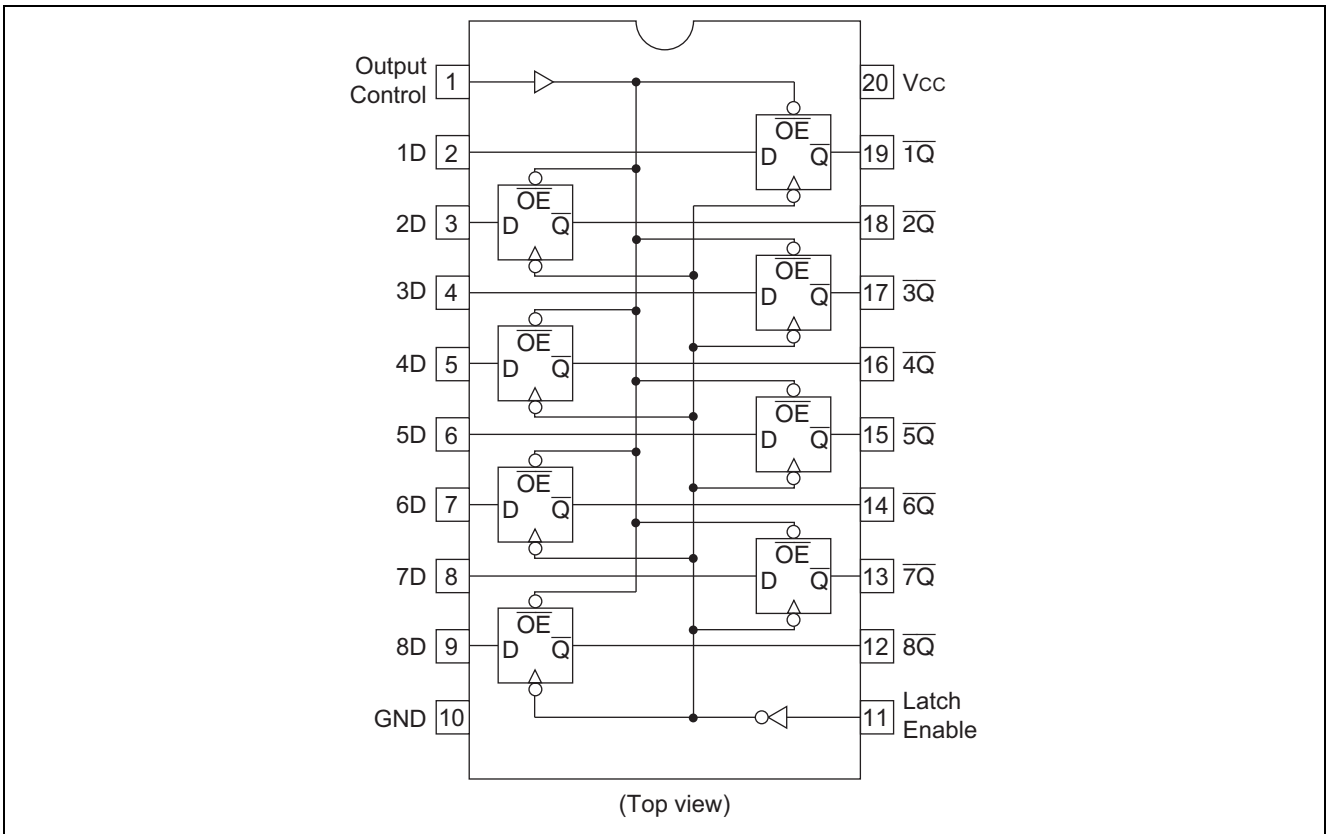 Output
Control
1
20 VCC
OE
1D 2
D Q̅
19 1Q̅
OE
2D 3
D Q̅
18 2Q̅
OE
3D 4
D Q̅
17 3Q̅
OE
4D 5
D Q̅
16 4Q̅
OE
5D 6
D Q̅
15 5Q̅
OE
6D 7
D Q̅
14 6Q̅
OE
7D 8
D Q̅
13 7Q̅
OE
8D 9
D Q̅
12 8Q̅
GND 10
11
Latch
Enable
(Top view)